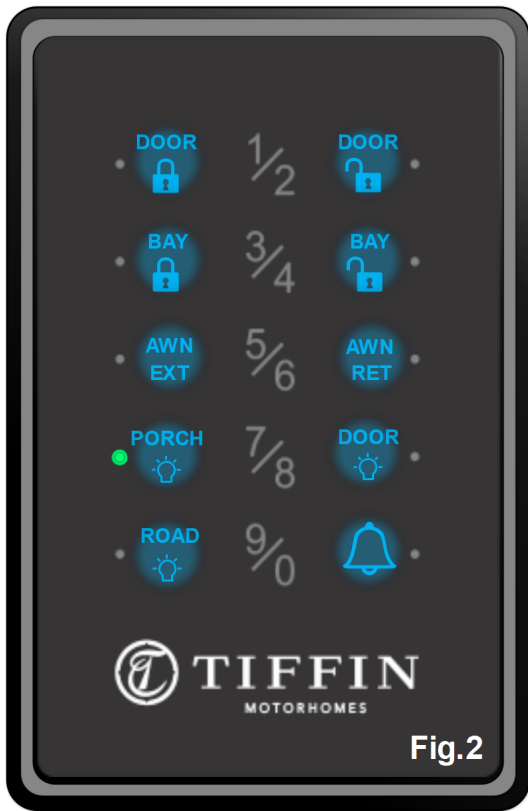 DOOR 1/2 DOOR
BAY 3/4 BAY
AWN 5/6 AWN
EXT RET
PORCH 7/8 DOOR
ROAD 9/0
T TIFFIN
MOTORHOMES
Fig.2